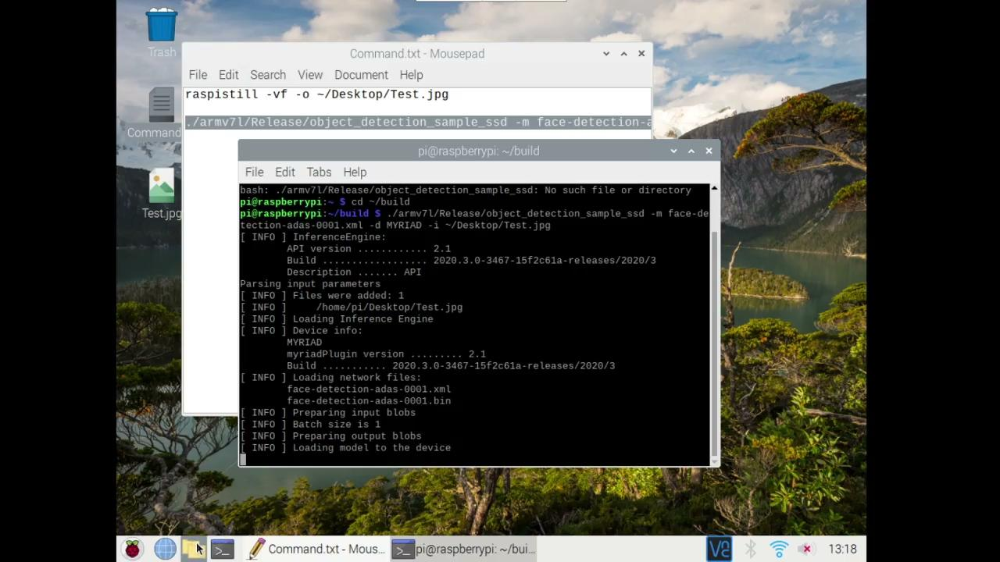 Trash
Command
Test.jpg
Command.txt - Mousepad
File Edit Search View Document Help
raspistill -vf -o ~/Desktop/Test.jpg
./armv7l/Release/object_detection_sample_ssd -m face-detection-a
pi@raspberrypi: ~/build
File Edit Tabs Help
bash: ./armv7l/Release/object_detection_sample_ssd: No such file or directory
pi@raspberrypi:~ $ cd ~/build
pi@raspberrypi:~/build $ ./armv7l/Release/object_detection_sample_ssd -m face-de
tection-adas-0001.xml -d MYRIAD -i ~/Desktop/Test.jpg
[ INFO ] InferenceEngine:
API version ............ 2.1
Build .................. 2020.3.0-3467-15f2c61a-releases/2020/3
Description ....... API
Parsing input parameters
[ INFO ] Files were added: 1
[ INFO ]     /home/pi/Desktop/Test.jpg
[ INFO ] Loading Inference Engine
[ INFO ] Device info:
MYRIAD
myriadPlugin version ......... 2.1
Build ........... 2020.3.0-3467-15f2c61a-releases/2020/3
[ INFO ] Loading network files:
face-detection-adas-0001.xml
face-detection-adas-0001.bin
[ INFO ] Preparing input blobs
[ INFO ] Batch size is 1
[ INFO ] Preparing output blobs
[ INFO ] Loading model to the device
Command.txt - Mous...
pi@raspberrypi: ~/bui...
13:18